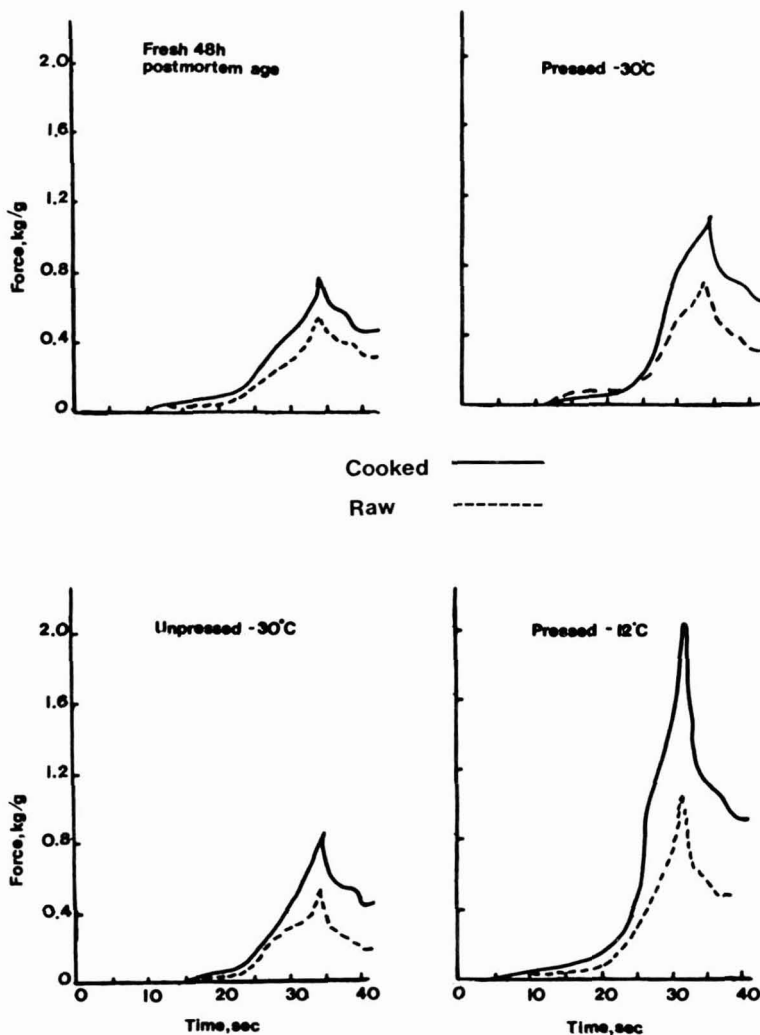 Fresh 48h
postmortem age
2.0
1.6
1.2
0.8
0.4
0
Force,kg/g
Pressed -30°C
Cooked
Raw
Unpressed -30°C
2.0
1.6
1.2
0.8
0.4
0
Force,kg/g
0 10 20 30 40
Time,sec
Pressed -12°C
0 10 20 30 40
Time,sec